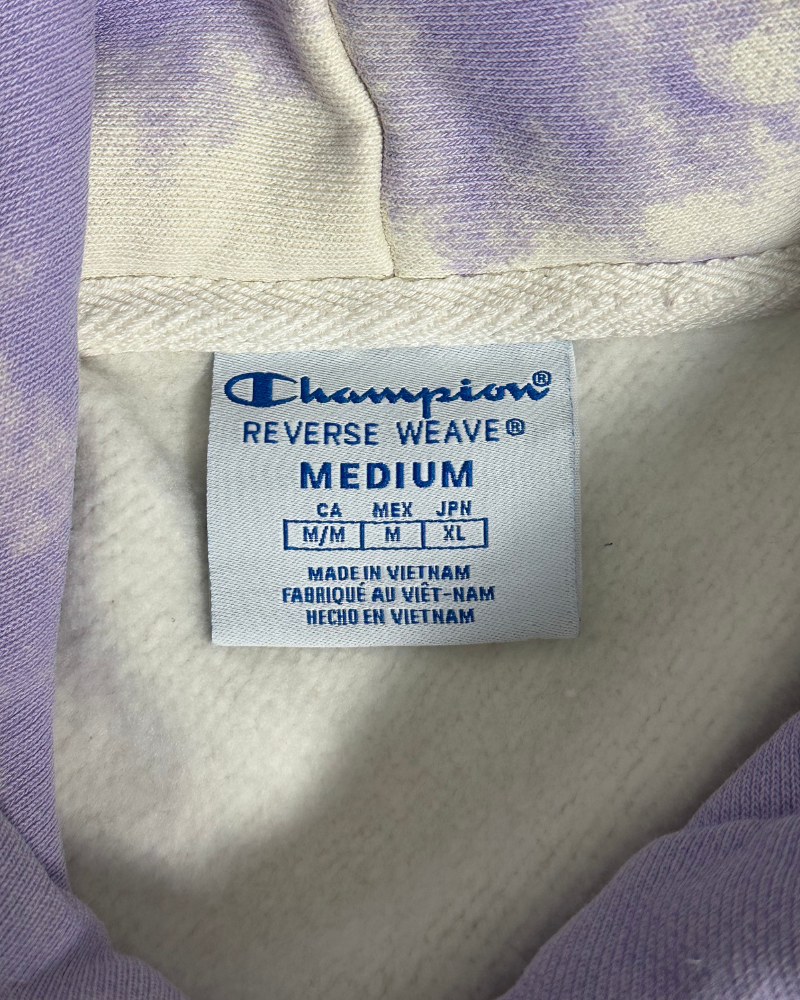 Champion®
REVERSE WEAVE®
MEDIUM
CA MEX JPN
M/M M XL
MADE IN VIETNAM
FABRIQUÉ AU VIÊT-NAM
HECHO EN VIETNAM